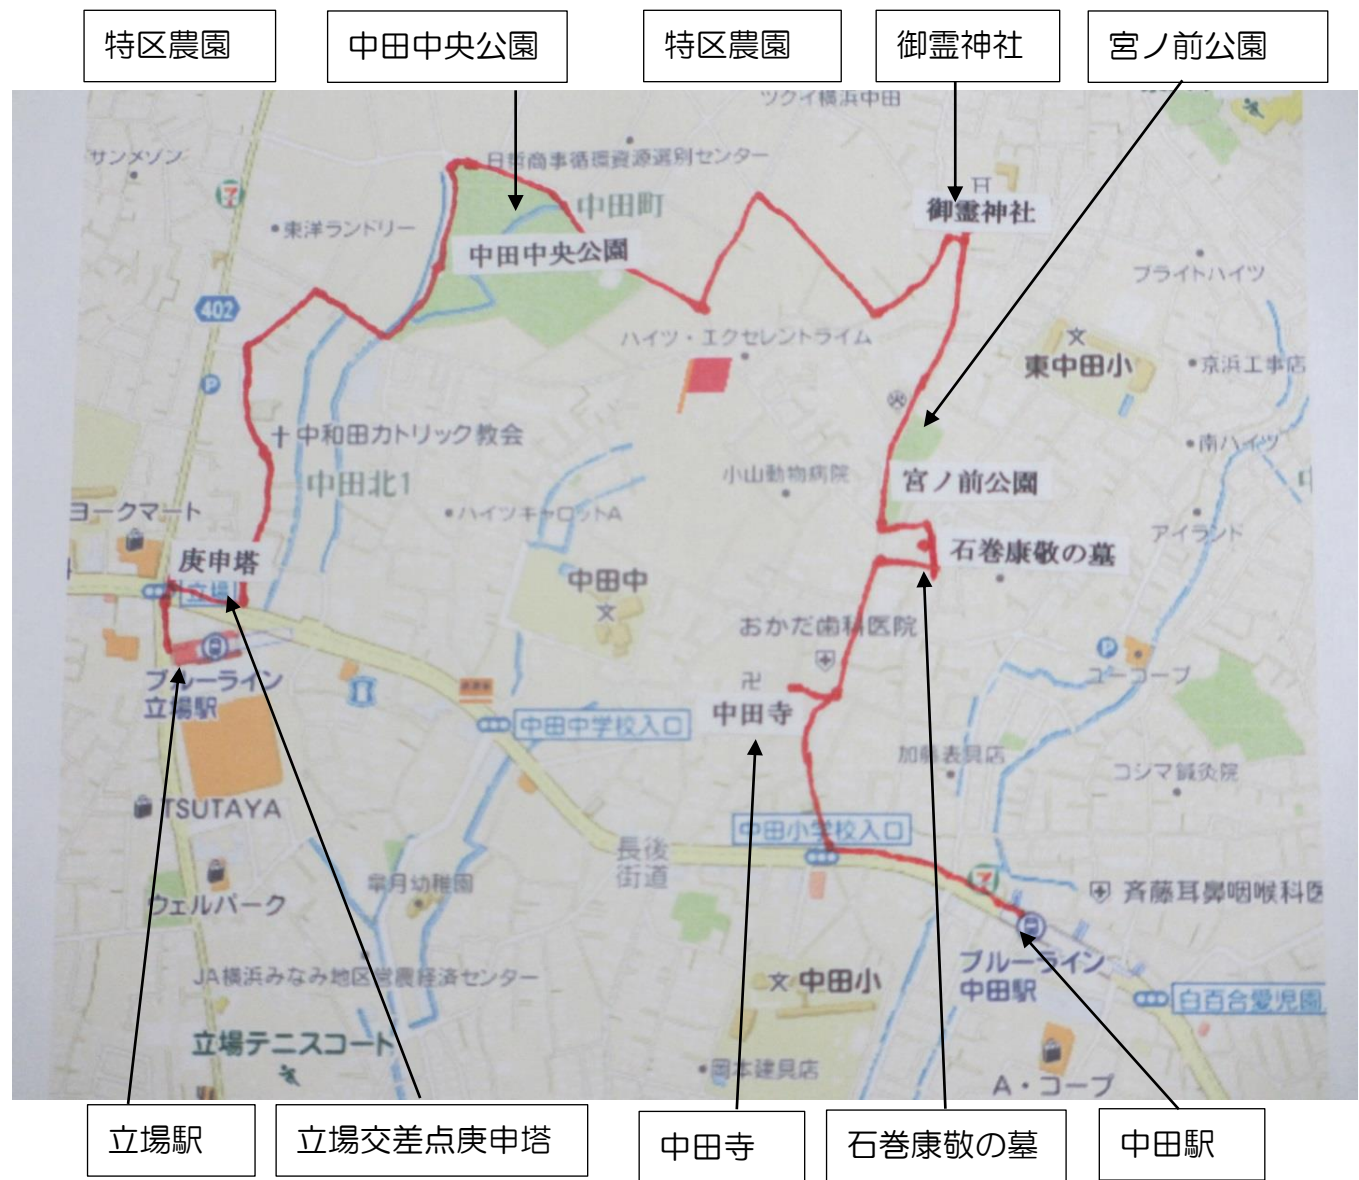 特区農園
中田中央公園
特区農園
御霊神社
宮ノ前公園
ツクイ横浜中田
サンメゾン
日哲商事循環資源選別センター
中田町
御霊神社
東洋ランドリー
中田中央公園
ブライトハイツ
402
ハイツ・エクセレントライム
東中田小
京浜工事店
P
中和田カトリック教会
南ハイツ
中田北1
小山動物病院
宮ノ前公園
ヨークマート
ハイツキャロットA
アイランド
庚申塔
石巻康敬の墓
中田中
立場
おかだ歯科医院
P
ユーコープ
ブルーライン
立場駅
中田寺
中田中学校入口
加藤表具店
コジマ鍼灸院
TSUTAYA
中田小学校入口
長後
街道
皐月幼稚園
ウェルパーク
斉藤耳鼻咽喉科医
JA横浜みなみ地区営農経済センター
中田小
ブルーライン
中田駅
白百合愛児園
立場テニスコート
岡本建具店
A・コープ
立場駅
立場交差点庚申塔
中田寺
石巻康敬の墓
中田駅